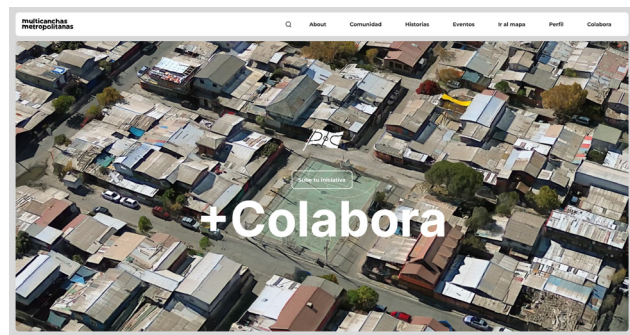 multicanchas
metropolitanas
About
Comunidad
Historias
Eventos
Ir al mapa
Perfil
Colabora
Sube tu iniciativa
+Colabora